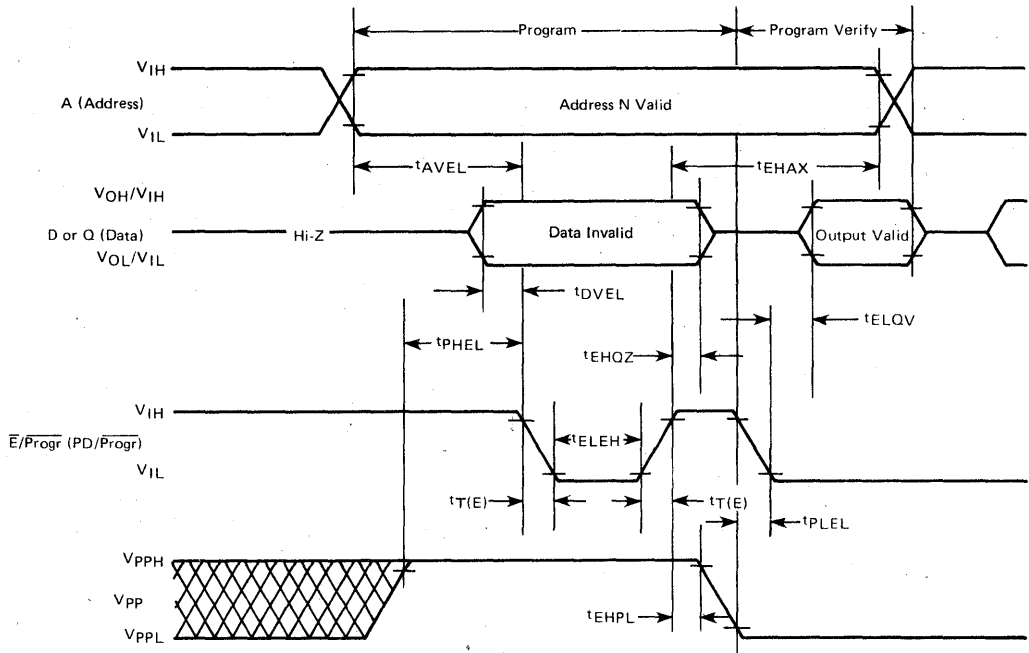 Program
Program Verify
VIH
A (Address)
Address N Valid
VIL
tAVEL
tEHAX
VOH/VIH
D or Q (Data)
Hi-Z
Data Invalid
Output Valid
VOL/VIL
tDVEL
tELQV
tPHEL
tEHQZ
VIH
E/Progr (PD/Progr)
tELEH
VIL
tT(E)
tT(E)
tPLEL
VPPH
VPP
tEHPL
VPPL